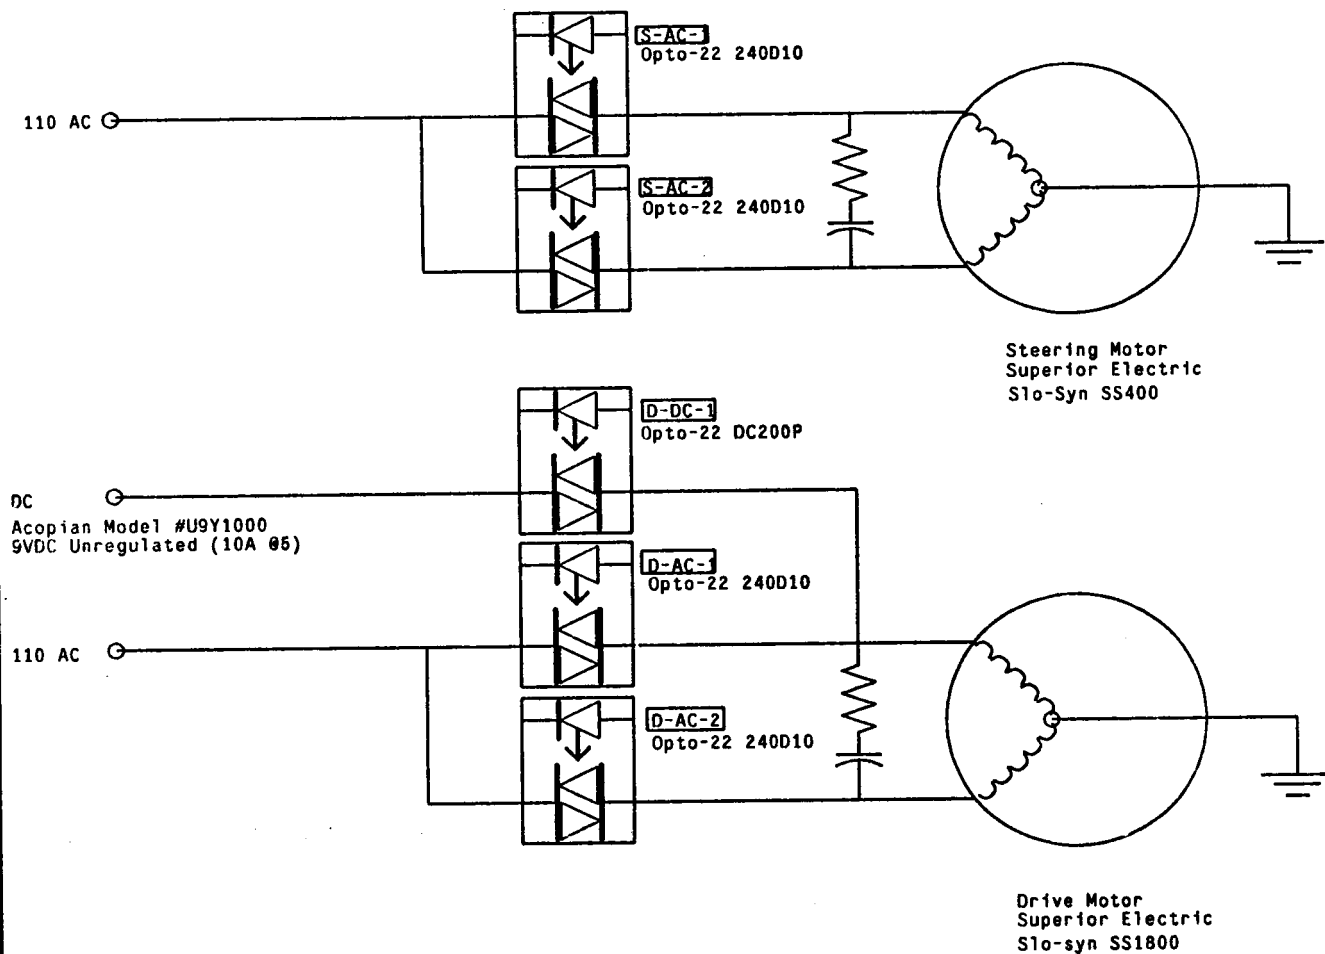 S-AC-1
Opto-22 240D10
110 AC
S-AC-2
Opto-22 240D10
Steering Motor
Superior Electric
Slo-Syn SS400
D-DC-1
Opto-22 DC200P
DC
Acopian Model #U9Y1000
9VDC Unregulated (10A @5)
D-AC-1
Opto-22 240D10
110 AC
D-AC-2
Opto-22 240D10
Drive Motor
Superior Electric
Slo-syn SS1800